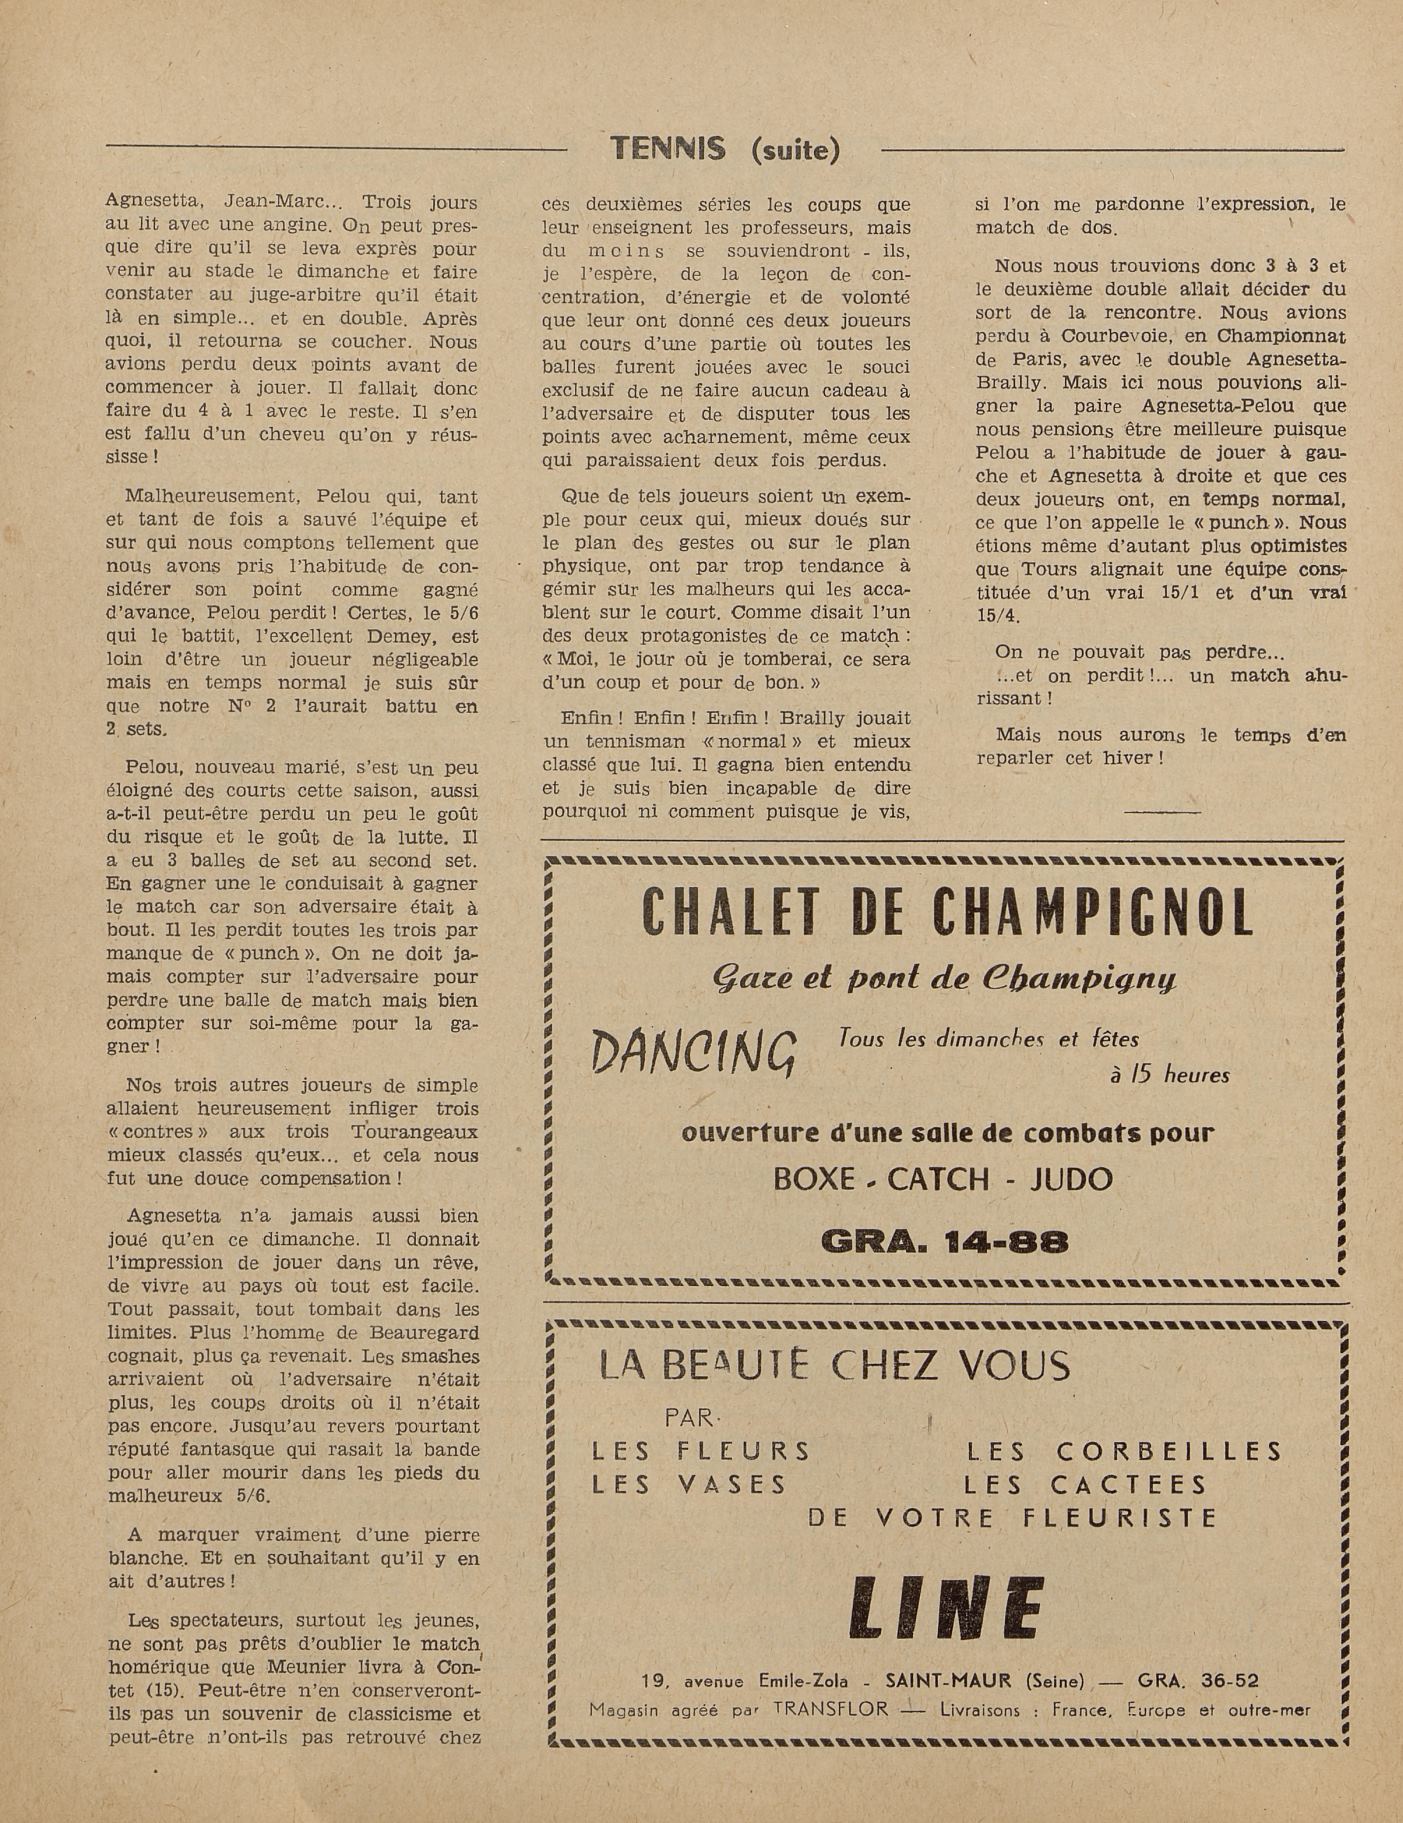 TENNIS (suite)
Agnesetta, Jean-Marc... Trois jours
au lit avec une angine. On peut pres-
que dire qu'il se leva exprès pour
venir au stade le dimanche et faire
constater au juge-arbitre qu'il était
là en simple... et en double. Après
quoi, il retourna se coucher. Nous
avions perdu deux points avant de
commencer à jouer. Il fallait donc
faire du 4 à 1 avec le reste. Il s'en
est fallu d'un cheveu qu'on y réus-
sisse !
Malheureusement, Pelou qui, tant
et tant de fois a sauvé l'équipe et
sur qui nous comptons tellement que
nous avons pris l'habitude de con-
sidérer son point comme gagné
d'avance, Pelou perdit ! Certes, le 5/6
qui le battit, l'excellent Demey, est
loin d'être un joueur négligeable
mais en temps normal je suis sûr
que notre N° 2 l'aurait battu en
2 sets.
Pelou, nouveau marié, s'est un peu
éloigné des courts cette saison, aussi
a-t-il peut-être perdu un peu le goût
du risque et le goût de la lutte. Il
a eu 3 balles de set au second set.
En gagner une le conduisait à gagner
le match car son adversaire était à
bout. Il les perdit toutes les trois par
manque de « punch ». On ne doit ja-
mais compter sur l'adversaire pour
perdre une balle de match mais bien
compter sur soi-même pour la ga-
gner !
Nos trois autres joueurs de simple
allaient heureusement infliger trois
« contres » aux trois Tourangeaux
mieux classés qu'eux... et cela nous
fut une douce compensation !
Agnesetta n'a jamais aussi bien
joué qu'en ce dimanche. Il donnait
l'impression de jouer dans un rêve,
de vivre au pays où tout est facile.
Tout passait, tout tombait dans les
limites. Plus l'homme de Beauregard
cognait, plus ça revenait. Les smashes
arrivaient où l'adversaire n'était
plus, les coups droits où il n'était
pas encore. Jusqu'au revers pourtant
réputé fantasque qui rasait la bande
pour aller mourir dans les pieds du
malheureux 5/6.
A marquer vraiment d'une pierre
blanche. Et en souhaitant qu'il y en
ait d'autres !
Les spectateurs, surtout les jeunes,
ne sont pas prêts d'oublier le match
homérique que Meunier livra à Con-
tet (15). Peut-être n'en conserveront-
ils pas un souvenir de classicisme et
peut-être n'ont-ils pas retrouvé chez
ces deuxièmes séries les coups que
leur enseignent les professeurs, mais
du moins se souviendront - ils,
je l'espère, de la leçon de con-
centration, d'énergie et de volonté
que leur ont donné ces deux joueurs
au cours d'une partie où toutes les
balles furent jouées avec le souci
exclusif de ne faire aucun cadeau à
l'adversaire et de disputer tous les
points avec acharnement, même ceux
qui paraissaient deux fois perdus.
Que de tels joueurs soient un exem-
ple pour ceux qui, mieux doués sur
le plan des gestes ou sur le plan
physique, ont par trop tendance à
gémir sur les malheurs qui les acca-
blent sur le court. Comme disait l'un
des deux protagonistes de ce match :
« Moi, le jour où je tomberai, ce sera
d'un coup et pour de bon. »
Enfin ! Enfin ! Enfin ! Brailly jouait
un tennisman « normal » et mieux
classé que lui. Il gagna bien entendu
et je suis bien incapable de dire
pourquoi ni comment puisque je vis,
si l'on me pardonne l'expression, le
match de dos.
Nous nous trouvions donc 3 à 3 et
le deuxième double allait décider du
sort de la rencontre. Nous avions
perdu à Courbevoie, en Championnat
de Paris, avec le double Agnesetta-
Brailly. Mais ici nous pouvions ali-
gner la paire Agnesetta-Pelou que
nous pensions être meilleure puisque
Pelou a l'habitude de jouer à gau-
che et Agnesetta à droite et que ces
deux joueurs ont, en temps normal,
ce que l'on appelle le « punch ». Nous
étions même d'autant plus optimistes
que Tours alignait une équipe cons-
tituée d'un vrai 15/1 et d'un vrai
15/4.
On ne pouvait pas perdre...
...et on perdit !... un match ahu-
rissant !
Mais nous aurons le temps d'en
reparler cet hiver !
CHALET DE CHAMPIGNOL
Gare et pont de Champigny
DANCING Tous les dimanches et fêtes
à 15 heures
ouverture d'une salle de combats pour
BOXE - CATCH - JUDO
GRA. 14-88
LA BEAUTE CHEZ VOUS
PAR
LES FLEURS LES CORBEILLES
LES VASES LES CACTEES
DE VOTRE FLEURISTE
LINE
19, avenue Emile-Zola - SAINT-MAUR (Seine) — GRA. 36-52
Magasin agréé par TRANSFLOR — Livraisons : France, Europe et outre-mer